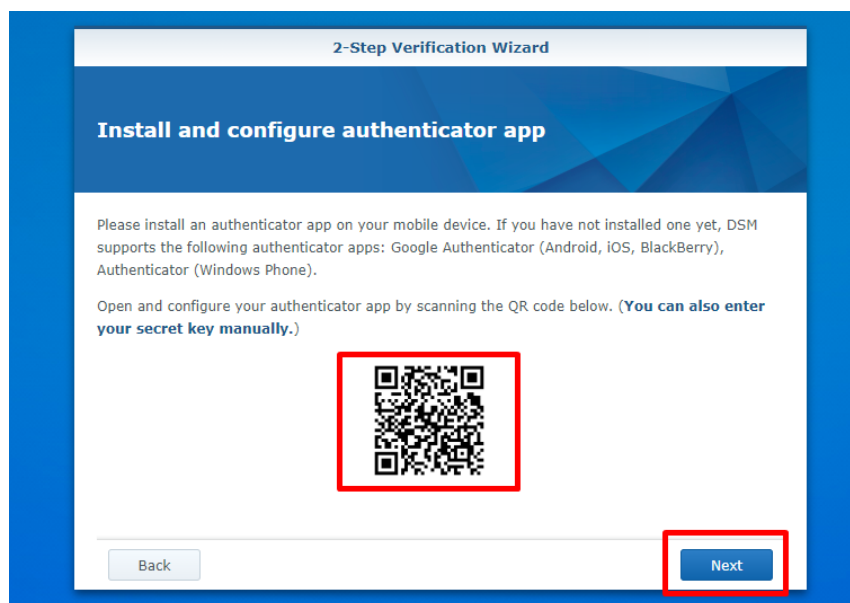 2-Step Verification Wizard
Install and configure authenticator app
Please install an authenticator app on your mobile device. If you have not installed one yet, DSM
supports the following authenticator apps: Google Authenticator (Android, iOS, BlackBerry),
Authenticator (Windows Phone).
Open and configure your authenticator app by scanning the QR code below. (You can also enter
your secret key manually.)
Back
Next